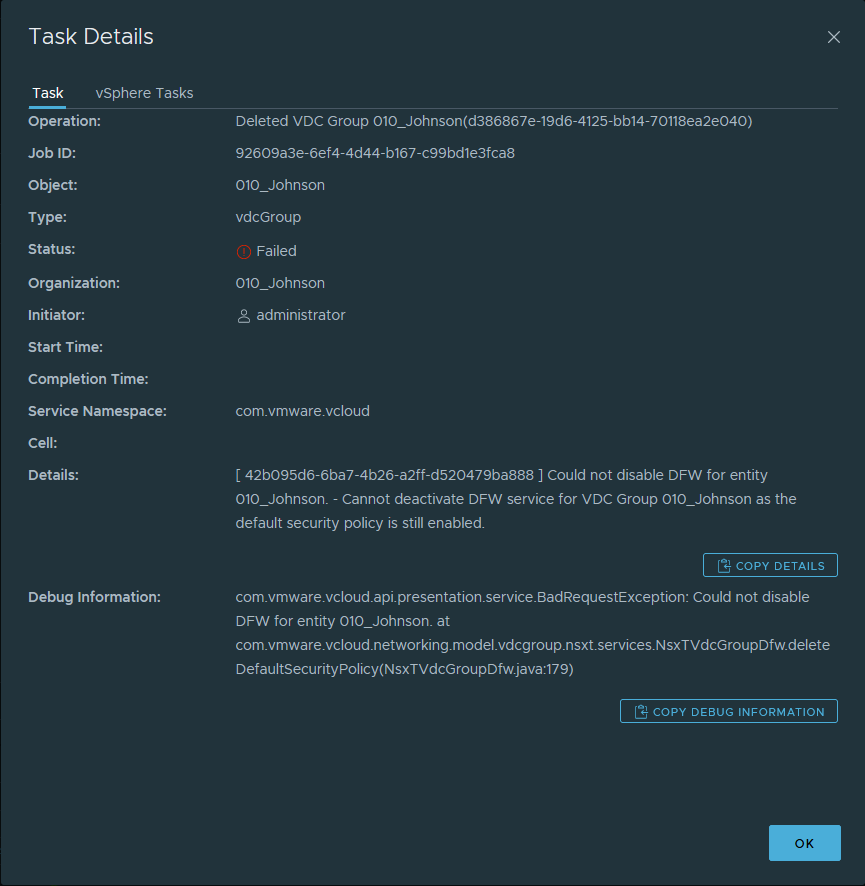 Task Details
Task vSphere Tasks
Operation: Deleted VDC Group 010_Johnson(d386867e-19d6-4125-bb14-70118ea2e040)
Job ID: 92609a3e-6ef4-4d44-b167-c99bd1e3fca8
Object: 010_Johnson
Type: vdcGroup
Status: Failed
Organization: 010_Johnson
Initiator: administrator
Start Time:
Completion Time:
Service Namespace: com.vmware.vcloud
Cell:
Details: [ 42b095d6-6ba7-4b26-a2ff-d520479ba888 ] Could not disable DFW for entity
010_Johnson. - Cannot deactivate DFW service for VDC Group 010_Johnson as the
default security policy is still enabled.
COPY DETAILS
Debug Information: com.vmware.vcloud.api.presentation.service.BadRequestException: Could not disable
DFW for entity 010_Johnson. at
com.vmware.vcloud.networking.model.vdcgroup.nsxt.services.NsxTVdcGroupDfw.delete
DefaultSecurityPolicy(NsxTVdcGroupDfw.java:179)
COPY DEBUG INFORMATION
OK